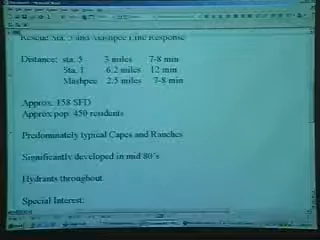 Rescue Sta. 5 and Mashpee Line Response
Distance: sta. 5 3 miles 7-8 min
Sta. 1 6.2 miles 12 min
Mashpee 2.5 miles 7-8 min
Approx. 158 SFD
Approx pop. 450 residents
Predominately typical Capes and Ranches
Significantly developed in mid 80's
Hydrants throughout
Special Interest: